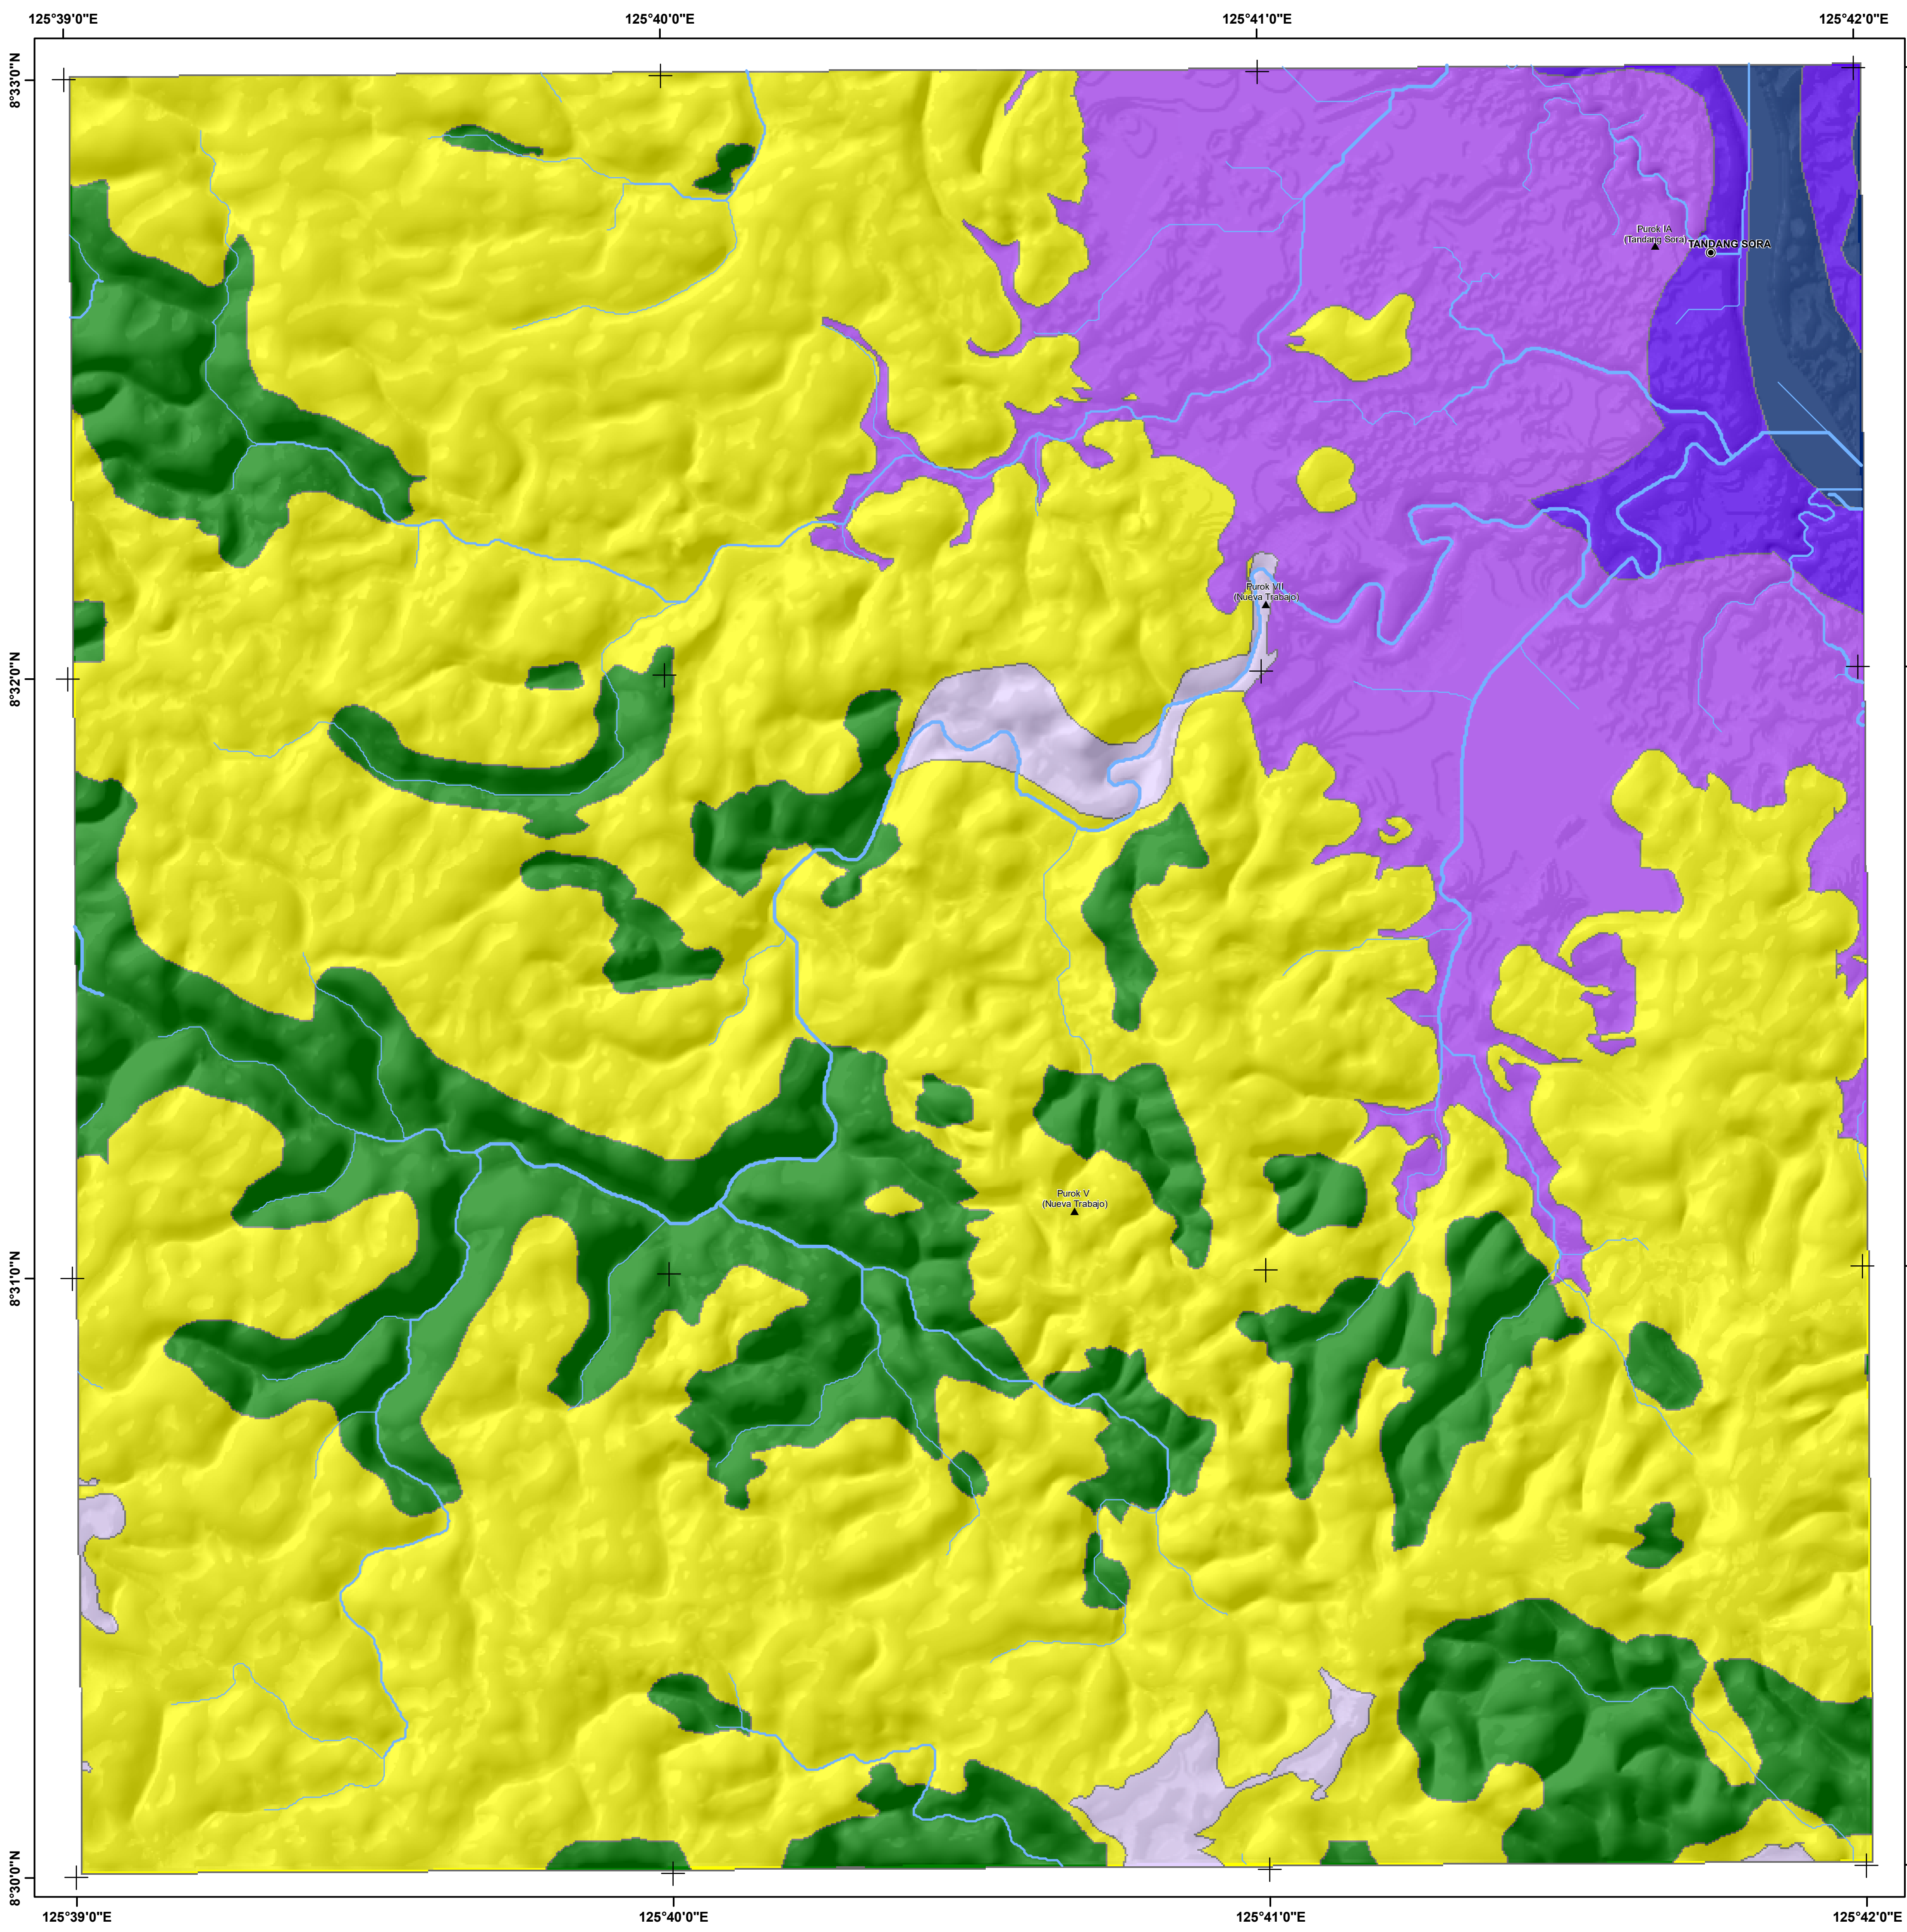 125°39'0"E 125°40'0"E 125°41'0"E 125°42'0"E
8°33'0"N
Purok IA
(Tandang Sora)
TANDANG SORA
Purok VII
(Nueva Trabajo)
8°32'0"N
Purok V
(Nueva Trabajo)
8°31'0"N
8°30'0"N
125°39'0"E 125°40'0"E 125°41'0"E 125°42'0"E